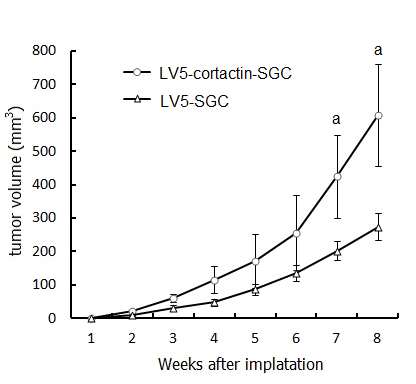 800
700
600
500
400
300
200
100
0
tumor volume (mm3)
LV5-cortactin-SGC
LV5-SGC
a
a
1 2 3 4 5 6 7 8
Weeks after implatation